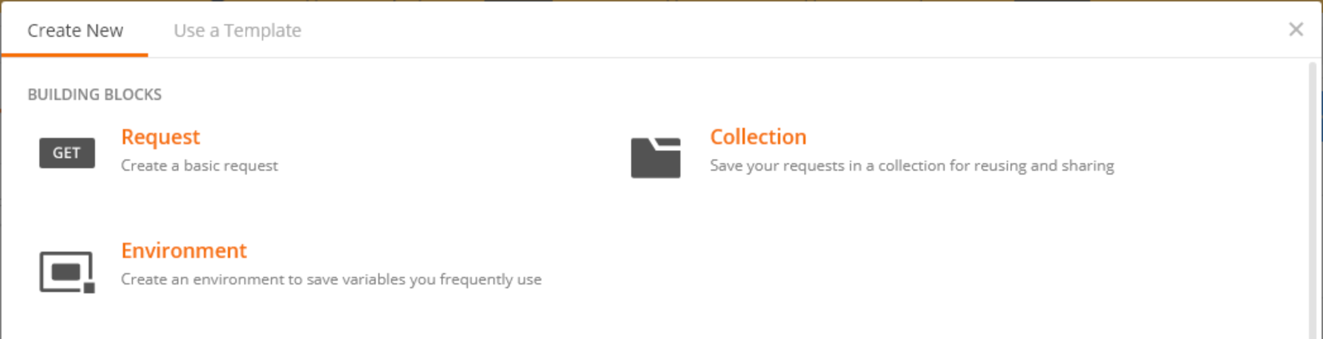 Create New
Use a Template
BUILDING BLOCKS
GET
Request
Create a basic request
Collection
Save your requests in a collection for reusing and sharing
Environment
Create an environment to save variables you frequently use